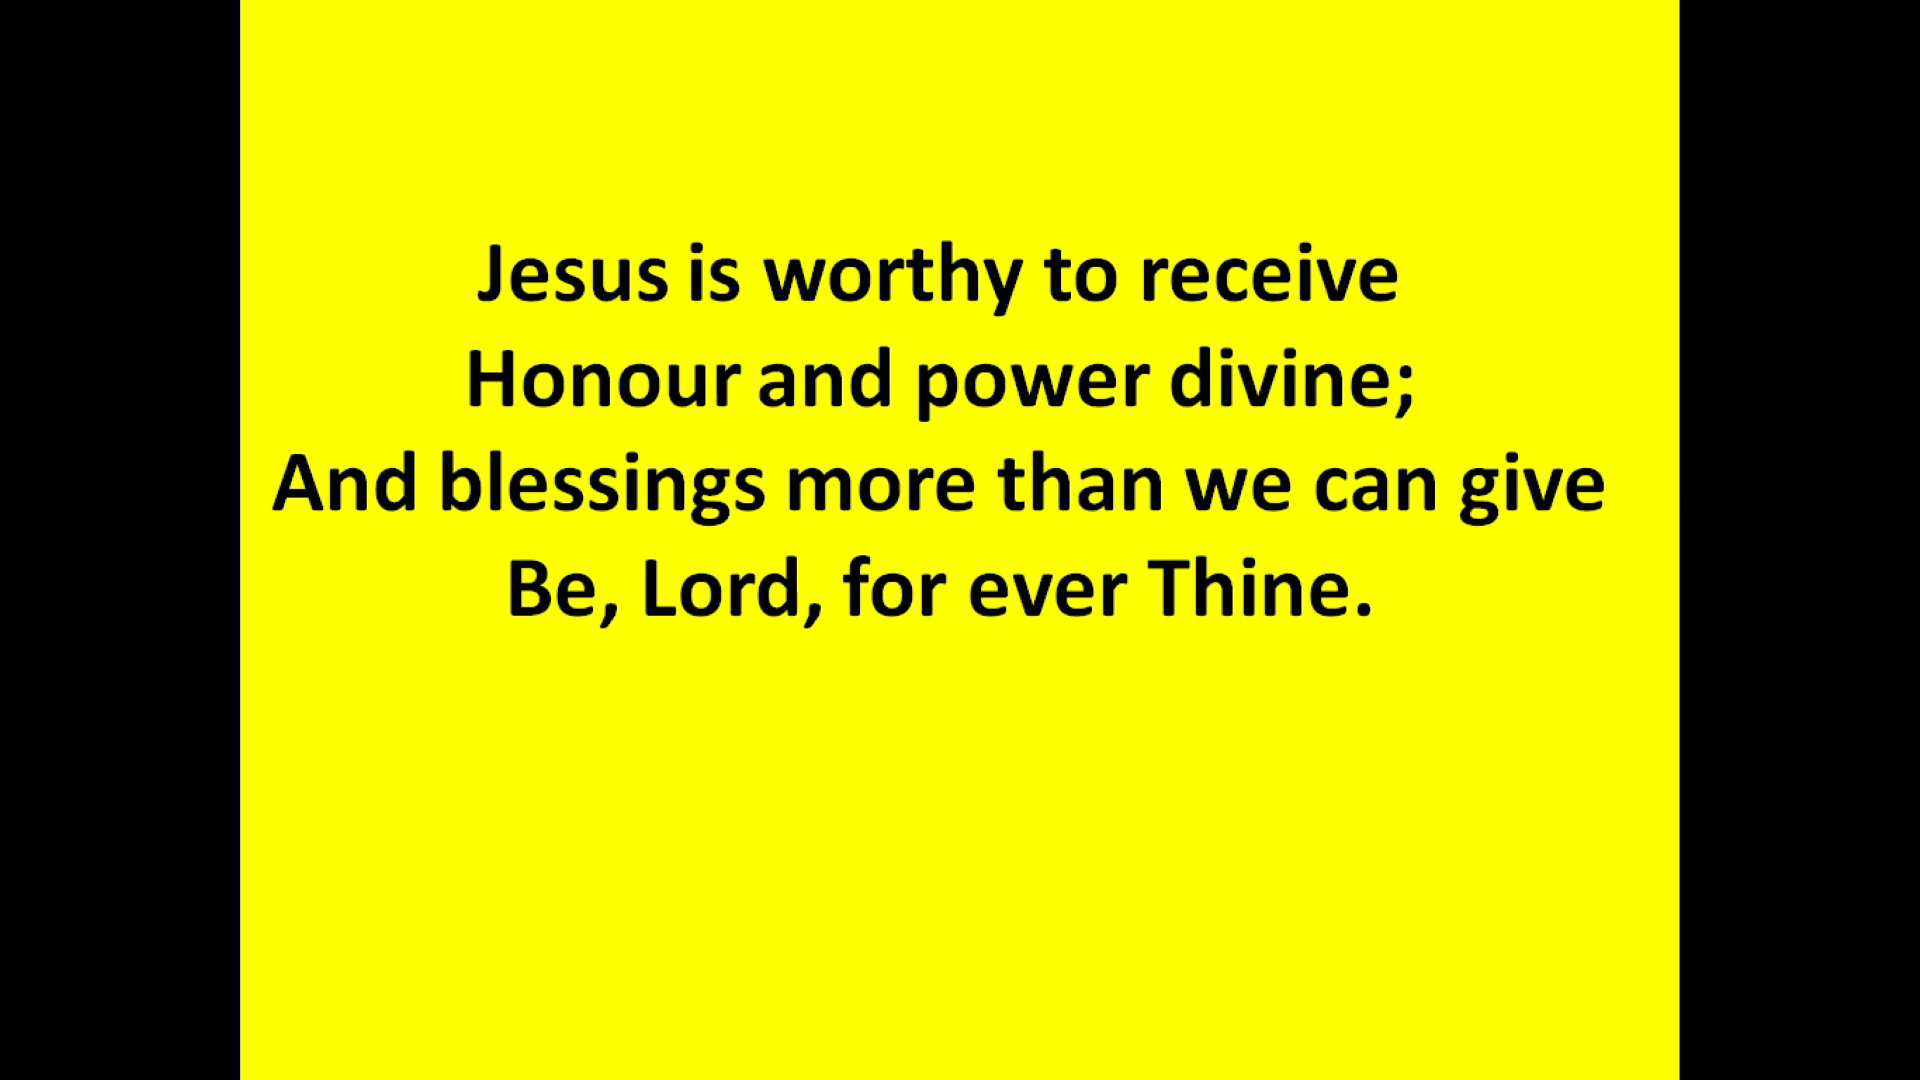 Jesus is worthy to receive
Honour and power divine;
And blessings more than we can give
Be, Lord, for ever Thine.